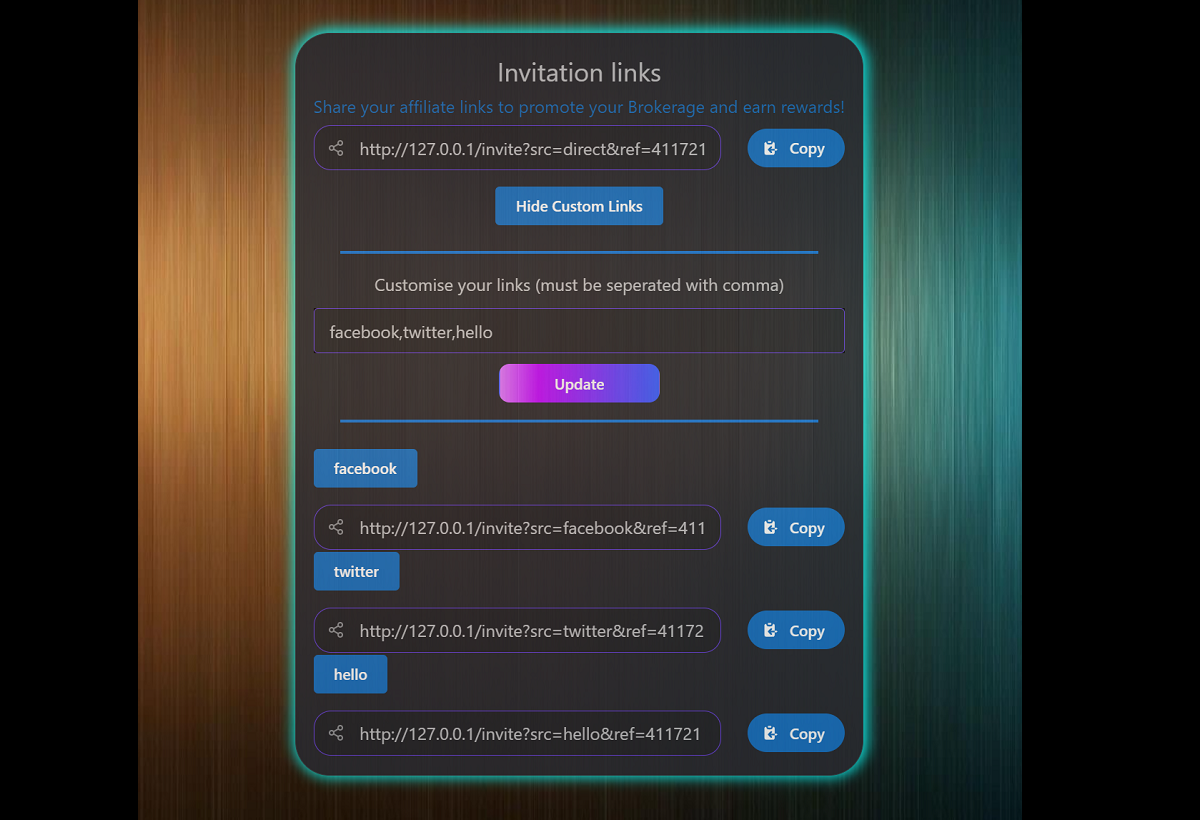 Invitation links
Share your affiliate links to promote your Brokerage and earn rewards!
http://127.0.0.1/invite?src=direct&ref=411721 Copy
Hide Custom Links
Customise your links (must be seperated with comma)
facebook,twitter,hello
Update
facebook
http://127.0.0.1/invite?src=facebook&ref=411 Copy
twitter
http://127.0.0.1/invite?src=twitter&ref=41172 Copy
hello
http://127.0.0.1/invite?src=hello&ref=411721 Copy